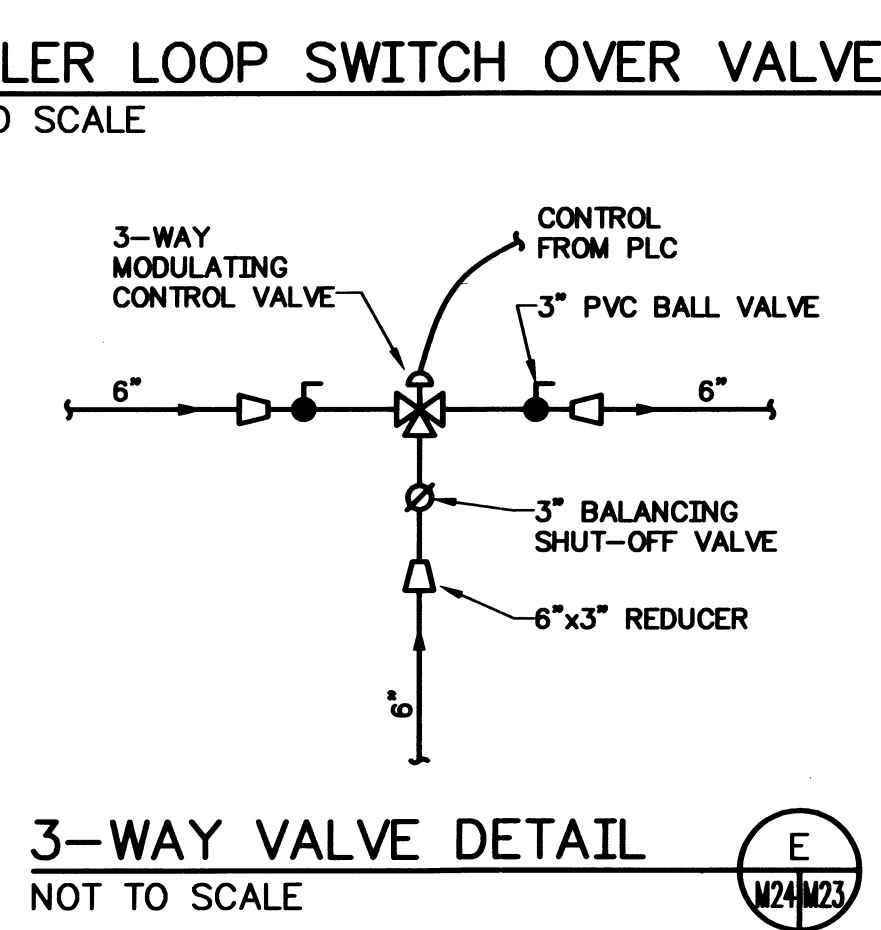 LER LOOP SWITCH OVER VALVE
SCALE
3-WAY
MODULATING
CONTROL VALVE
CONTROL
FROM PLC
3" PVC BALL VALVE
6"
6"
3" BALANCING
SHUT-OFF VALVE
6"x3" REDUCER
6"
3-WAY VALVE DETAIL
NOT TO SCALE
E
M24 M23